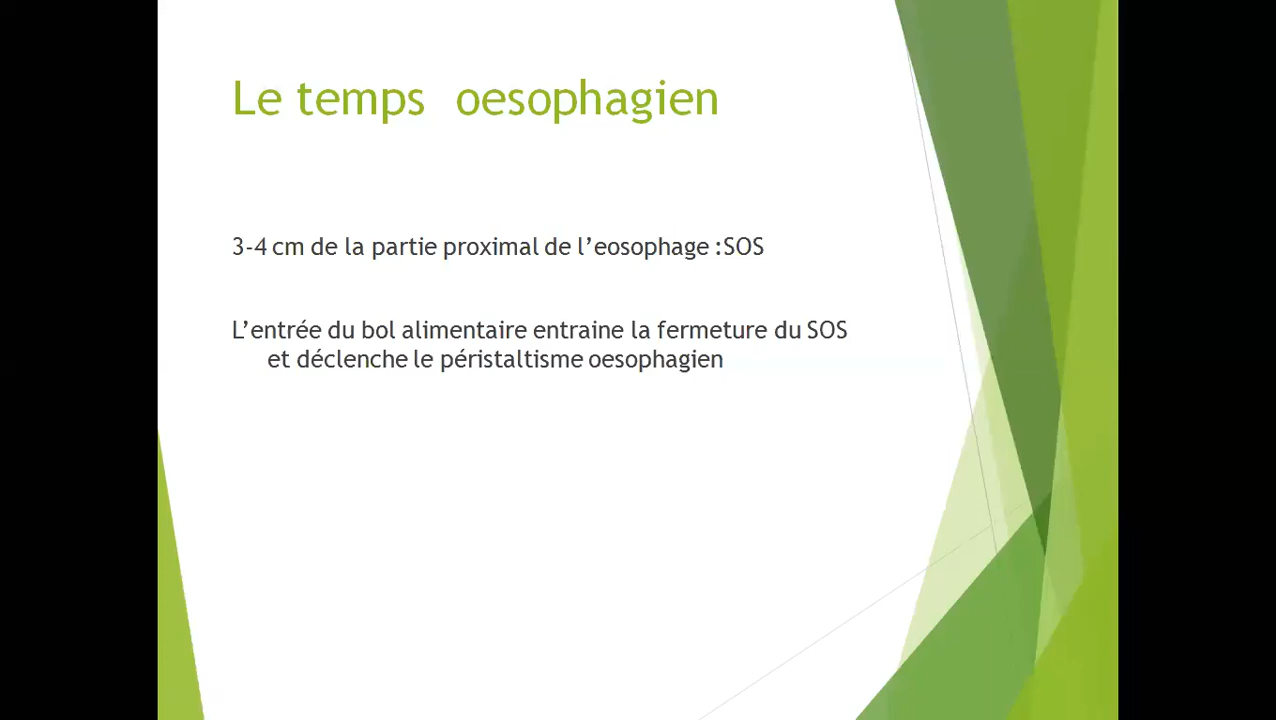 Le temps oesophagien
3-4 cm de la partie proximal de l’eosophage :SOS
L’entrée du bol alimentaire entraine la fermeture du SOS
et déclenche le péristaltisme oesophagien